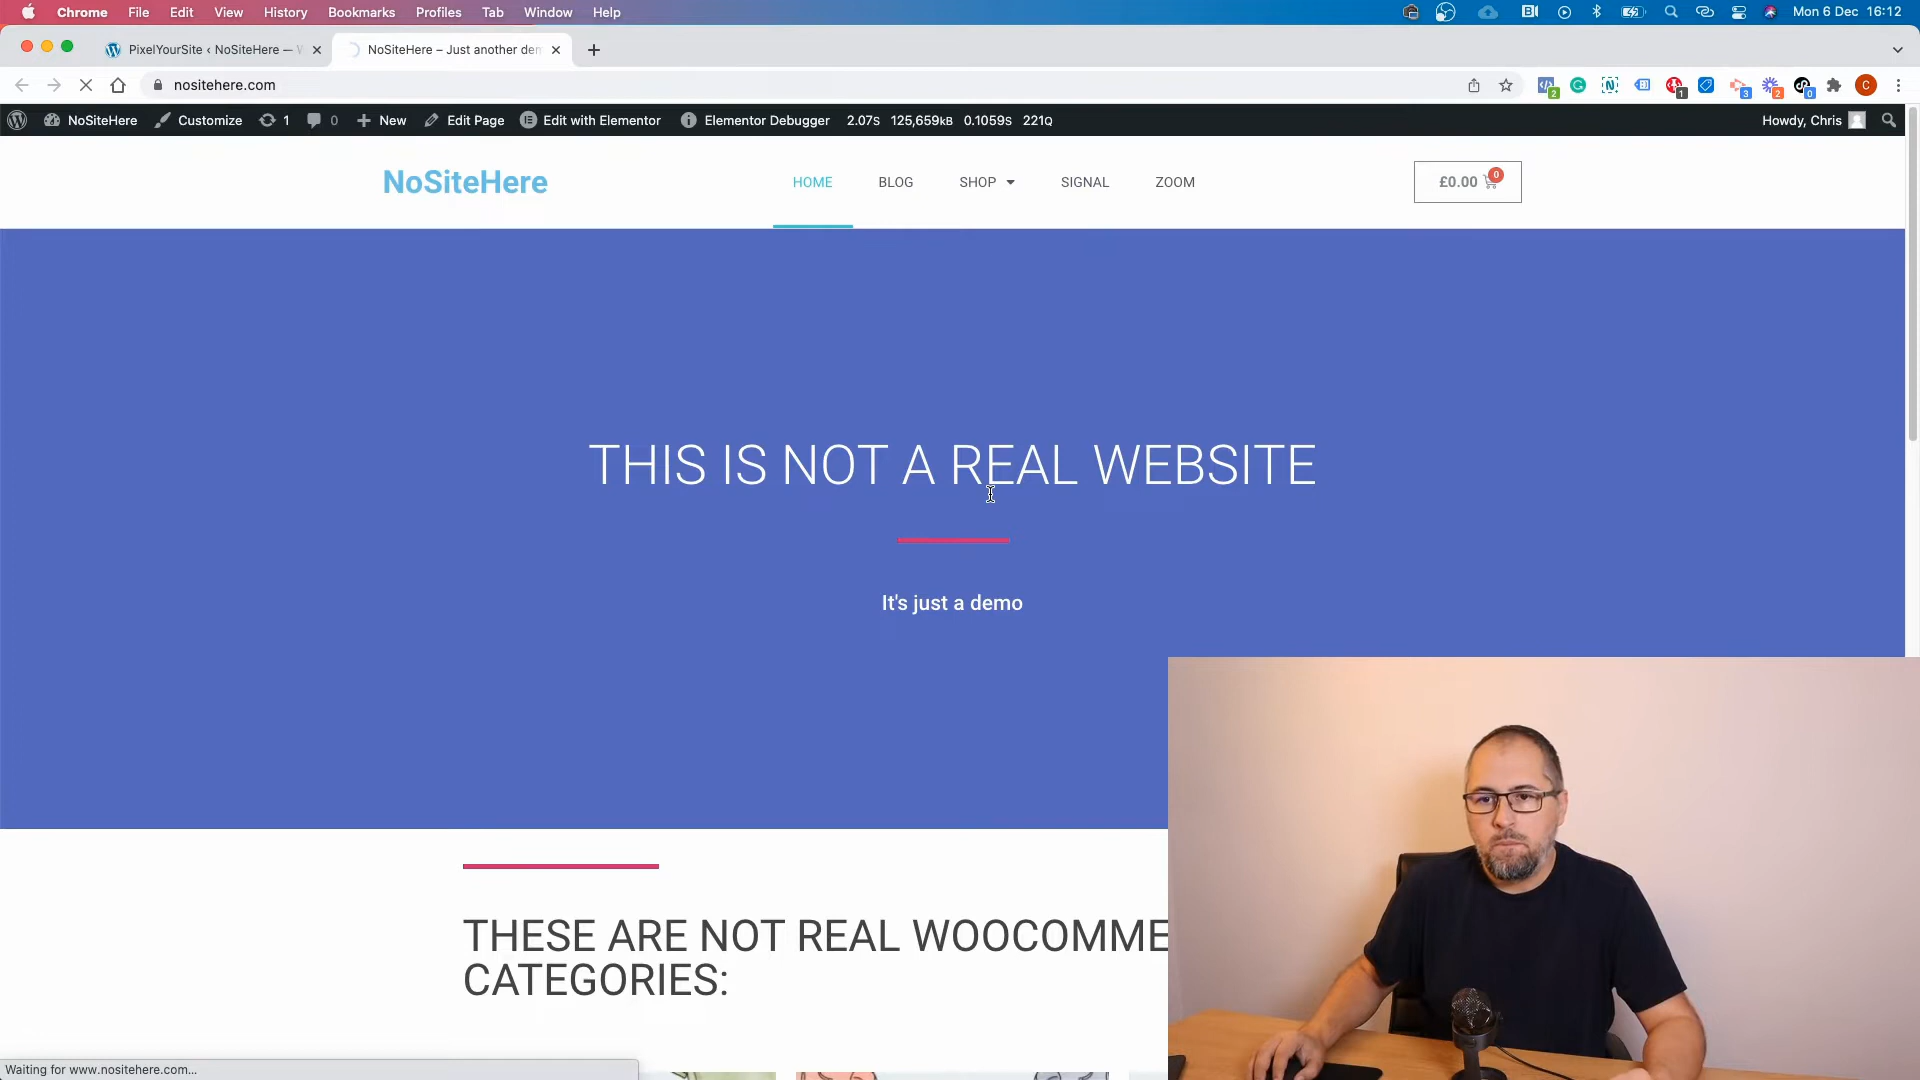 Chrome File Edit View History Bookmarks Profiles Tab Window Help Mon 6 Dec 16:12
PixelYourSite ‹ NoSiteHere — NoSiteHere – Just another
nositehere.com
NoSiteHere Customize 1 0 New Edit Page Edit with Elementor Elementor Debugger 2.07S 125,659KB 0.1059S 221Q Howdy, Chris
NoSiteHere HOME BLOG SHOP SIGNAL ZOOM £0.00 0
THIS IS NOT A REAL WEBSITE
It's just a demo
THESE ARE NOT REAL
CATEGORIES:
Waiting for www.nositehere.com...